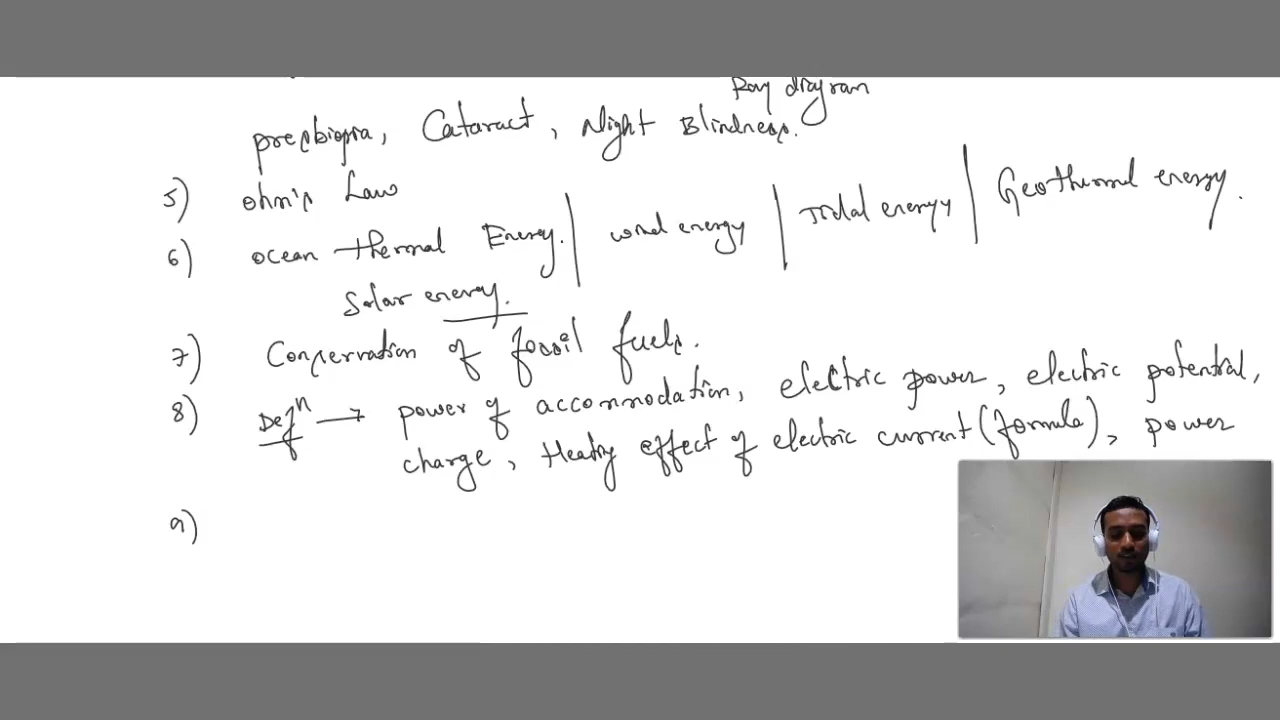 Ray diagram
presbiopia, Cataract, Night Blindness.
5) ohm's Law
6) ocean thermal Energy. | wind energy | Tidal energy | Geothermal energy.
Solar energy.
7) Conservation of fossil fuels.
8) Defⁿ → power of accommodation, electric power, electric potential,
charge, Heating effect of electric current (formula), power
9)